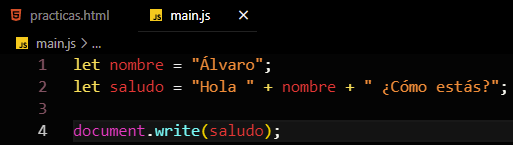 practicas.html main.js ×
main.js > ...
1 let nombre = "Álvaro";
2 let saludo = "Hola " + nombre + " ¿Cómo estás?";
3
4 document.write(saludo);